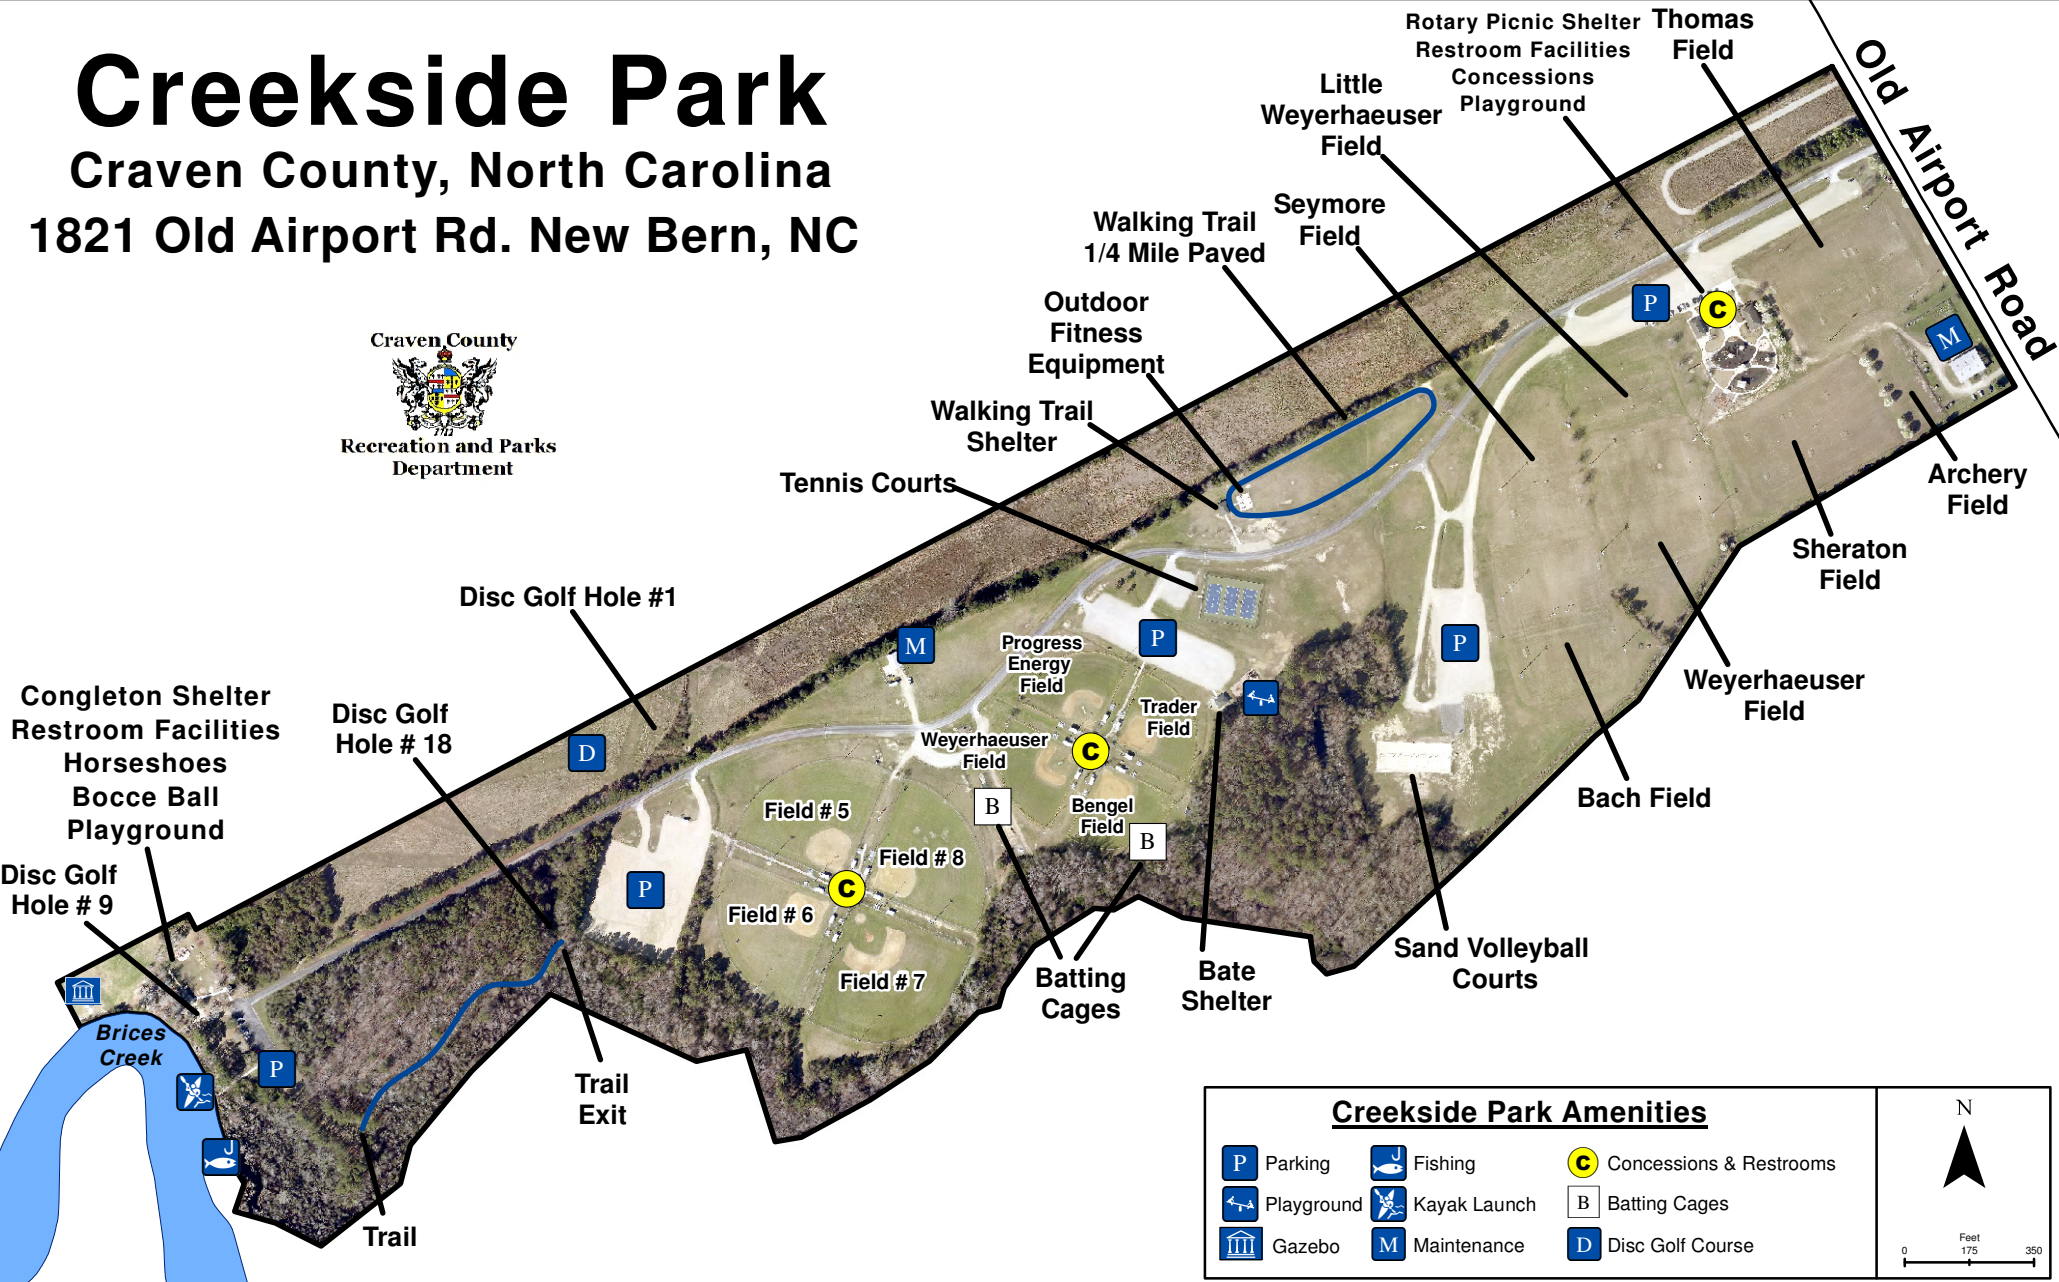 Creekside Park
Craven County, North Carolina
1821 Old Airport Rd. New Bern, NC
Craven County
1712
Recreation and Parks
Department
Rotary Picnic Shelter
Restroom Facilities
Concessions
Playground
Thomas
Field
Old Airport Road
Little
Weyerhaeuser
Field
Seymore
Field
Walking Trail
1/4 Mile Paved
Outdoor
Fitness
Equipment
Walking Trail
Shelter
Tennis Courts
P
C
M
Archery
Field
Sheraton
Field
Weyerhaeuser
Field
Bach Field
Disc Golf Hole #1
M
Progress
Energy
Field
P
P
Trader
Field
Weyerhaeuser
Field
C
Bengel
Field
B
B
Disc Golf
Hole # 18
D
Congleton Shelter
Restroom Facilities
Horseshoes
Bocce Ball
Playground
Disc Golf
Hole # 9
Field # 5
Field # 8
C
P
Field # 6
Field # 7
Batting
Cages
Bate
Shelter
Sand Volleyball
Courts
Brices
Creek
P
Trail
Exit
Trail
Creekside Park Amenities
P Parking
Fishing
C Concessions & Restrooms
Playground
Kayak Launch
B Batting Cages
Gazebo
M Maintenance
D Disc Golf Course
N
Feet
0 175 350